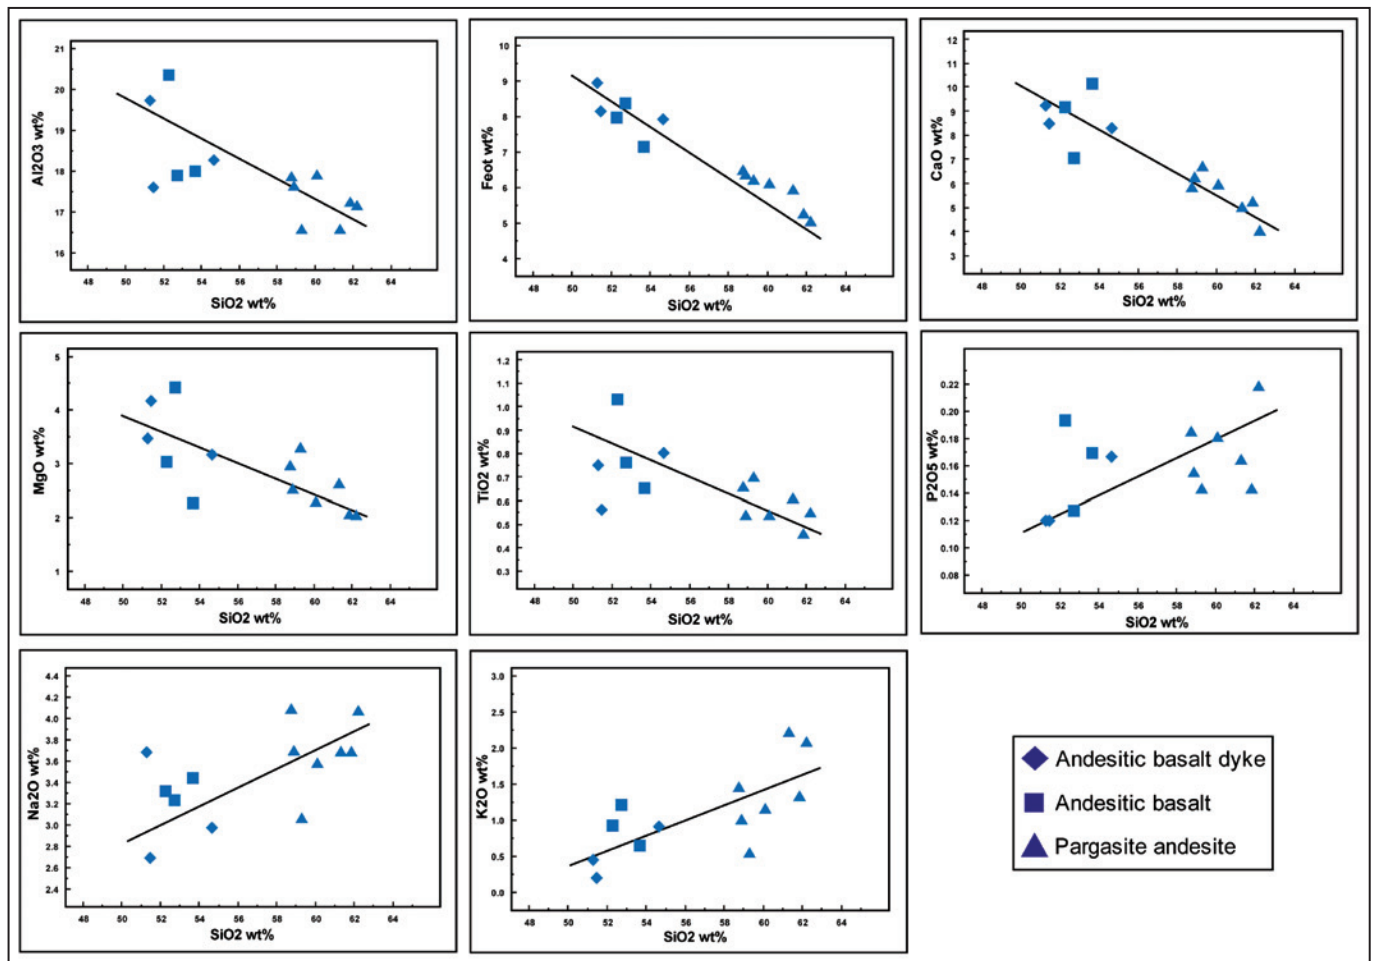 21
20
19
18
17
16
Al2O3 wt%
48 50 52 54 56 58 60 62 64
SiO2 wt%
10
9
8
7
6
5
4
Feot wt%
48 50 52 54 56 58 60 62 64
SiO2 wt%
12
11
10
9
8
7
6
5
4
3
CaO wt%
48 50 52 54 56 58 60 62 64
SiO2 wt%
5
4
3
2
1
MgO wt%
48 50 52 54 56 58 60 62 64
SiO2 wt%
1.2
1.1
1.0
0.9
0.8
0.7
0.6
0.5
0.4
0.3
TiO2 wt%
48 50 52 54 56 58 60 62 64
SiO2 wt%
0.22
0.20
0.18
0.16
0.14
0.12
0.10
0.08
P2O5 wt%
48 50 52 54 56 58 60 62 64
SiO2 wt%
4.4
4.2
4.0
3.8
3.6
3.4
3.2
3.0
2.8
2.6
2.4
Na2O wt%
48 50 52 54 56 58 60 62 64
SiO2 wt%
3.0
2.5
2.0
1.5
1.0
0.5
0.0
K2O wt%
48 50 52 54 56 58 60 62 64
SiO2 wt%
Andesitic basalt dyke
Andesitic basalt
Pargasite andesite